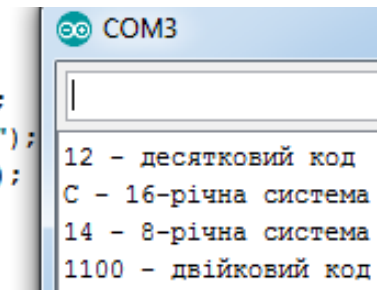 COM3
;
");
);
12 - десятковий код
C - 16-річна система
14 - 8-річна система
1100 - двійковий код